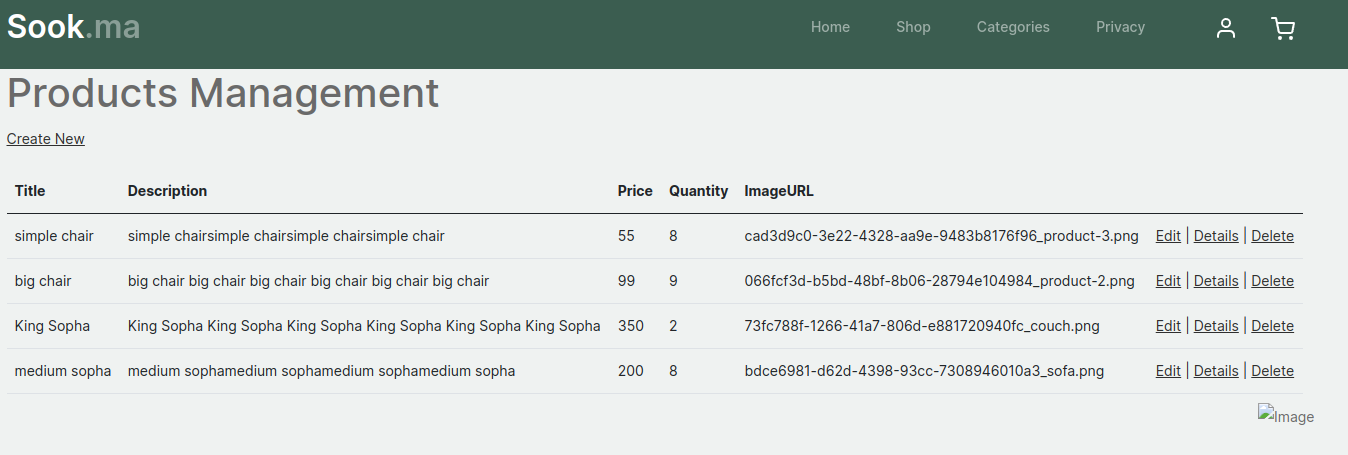 Sook.ma Home Shop Categories Privacy
Products Management
Create New
Title Description Price Quantity ImageURL
simple chair simple chairsimple chairsimple chairsimple chair 55 8 cad3d9c0-3e22-4328-aa9e-9483b8176f96_product-3.png Edit | Details | Delete
big chair big chair big chair big chair big chair big chair big chair 99 9 066fcf3d-b5bd-48bf-8b06-28794e104984_product-2.png Edit | Details | Delete
King Sopha King Sopha King Sopha King Sopha King Sopha King Sopha King Sopha 350 2 73fc788f-1266-41a7-806d-e881720940fc_couch.png Edit | Details | Delete
medium sopha medium sophamedium sophamedium sophamedium sopha 200 8 bdce6981-d62d-4398-93cc-7308946010a3_sofa.png Edit | Details | Delete
Image